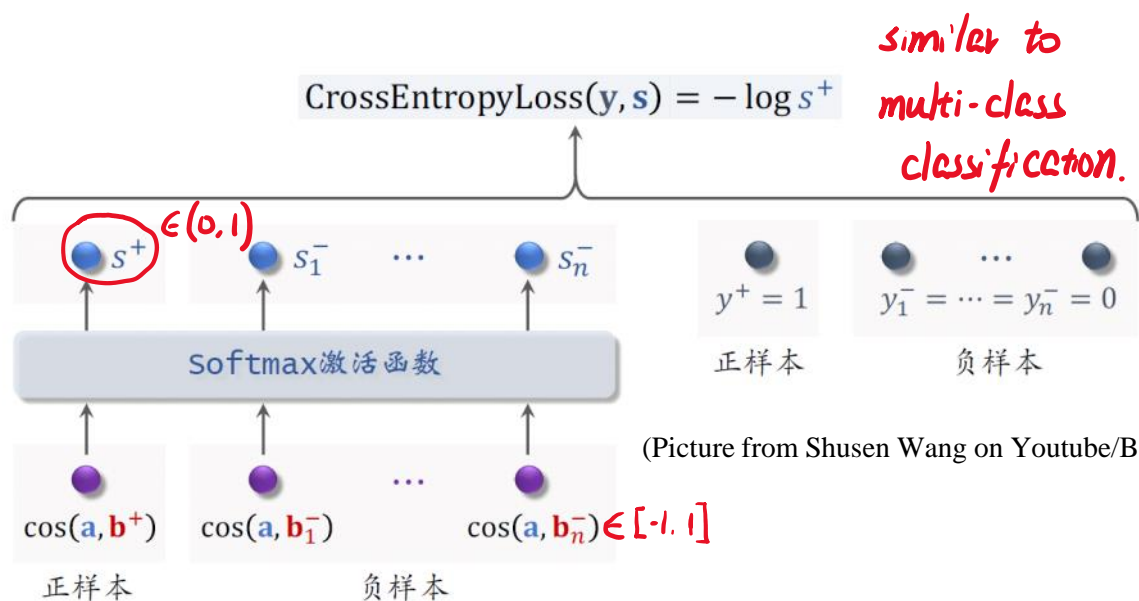 similar to
multi-class
classification.
CrossEntropyLoss(y, s) = − log s⁺
s⁺ ∈(0,1) s₁⁻ ⋯ sₙ⁻
y⁺ = 1 y₁⁻ = ⋯ = yₙ⁻ = 0
正样本 负样本
Softmax激活函数
(Picture from Shusen Wang on Youtube/B
cos(a, b⁺) cos(a, b₁⁻) ⋯ cos(a, bₙ⁻) ∈[-1. 1]
正样本 负样本